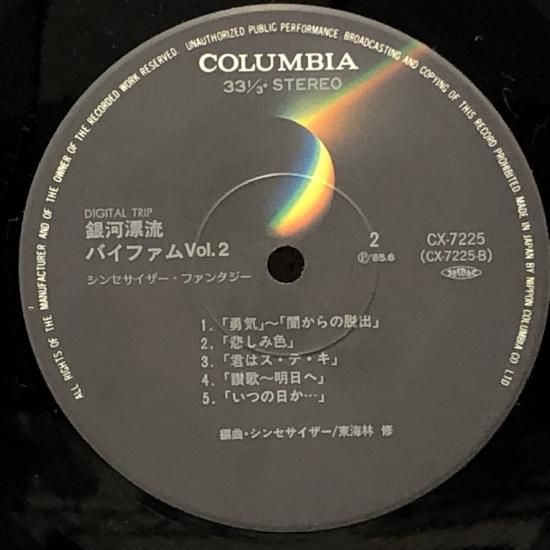 ALL RIGHTS OF THE MANUFACTURER AND OF THE OWNER OF THE RECORDED WORK RESERVED. UNAUTHORIZED PUBLIC PERFORMANCE, BROADCASTING AND COPYING OF THIS RECORD PROHIBITED. MADE IN JAPAN BY NIPPON COLUMBIA CO. LTD
COLUMBIA
33⅓・STEREO
DIGITAL TRIP
銀河漂流
バイファムVol.2
シンセサイザー・ファンタジー
2
Ⓟ'85.6
CX-7225
(CX-7225-B)
1.「勇気」〜「闇からの脱出」
2.「悲しみ色」
3.「君はス・テ・キ」
4.「讃歌〜明日へ」
5.「いつの日か…」
編曲・シンセサイザー/東海林 修